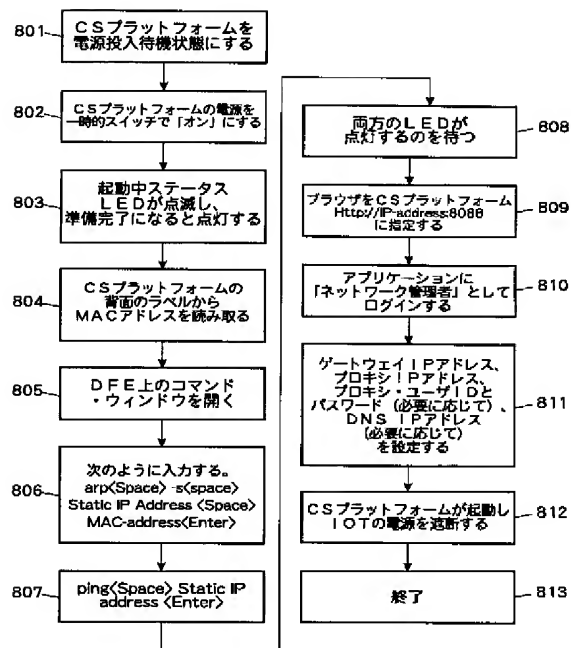 801
CSプラットフォームを
電源投入待機状態にする
802
CSプラットフォームの電源を
一時的スイッチで「オン」にする
803
起動中ステータス
LEDが点滅し、
準備完了になると点灯する
804
CSプラットフォームの
背面のラベルから
MACアドレスを読み取る
805
DFE上のコマンド
・ウィンドウを開く
806
次のように入力する。
arp<Space> -s<space>
Static IP Address <Space>
MAC-address<Enter>
807
ping<Space> Static IP
address <Enter>
両方のLEDが
点灯するのを待つ
808
ブラウザをCSプラットフォーム
Http://IP-address:8088
に指定する
809
アプリケーションに
「ネットワーク管理者」として
ログインする
810
ゲートウェイIPアドレス、
プロキシIPアドレス、
プロキシ・ユーザIDと
パスワード(必要に応じて)、
DNS IPアドレス
(必要に応じて)
を設定する
811
CSプラットフォームが起動し
IOTの電源を遮断する
812
終了
813